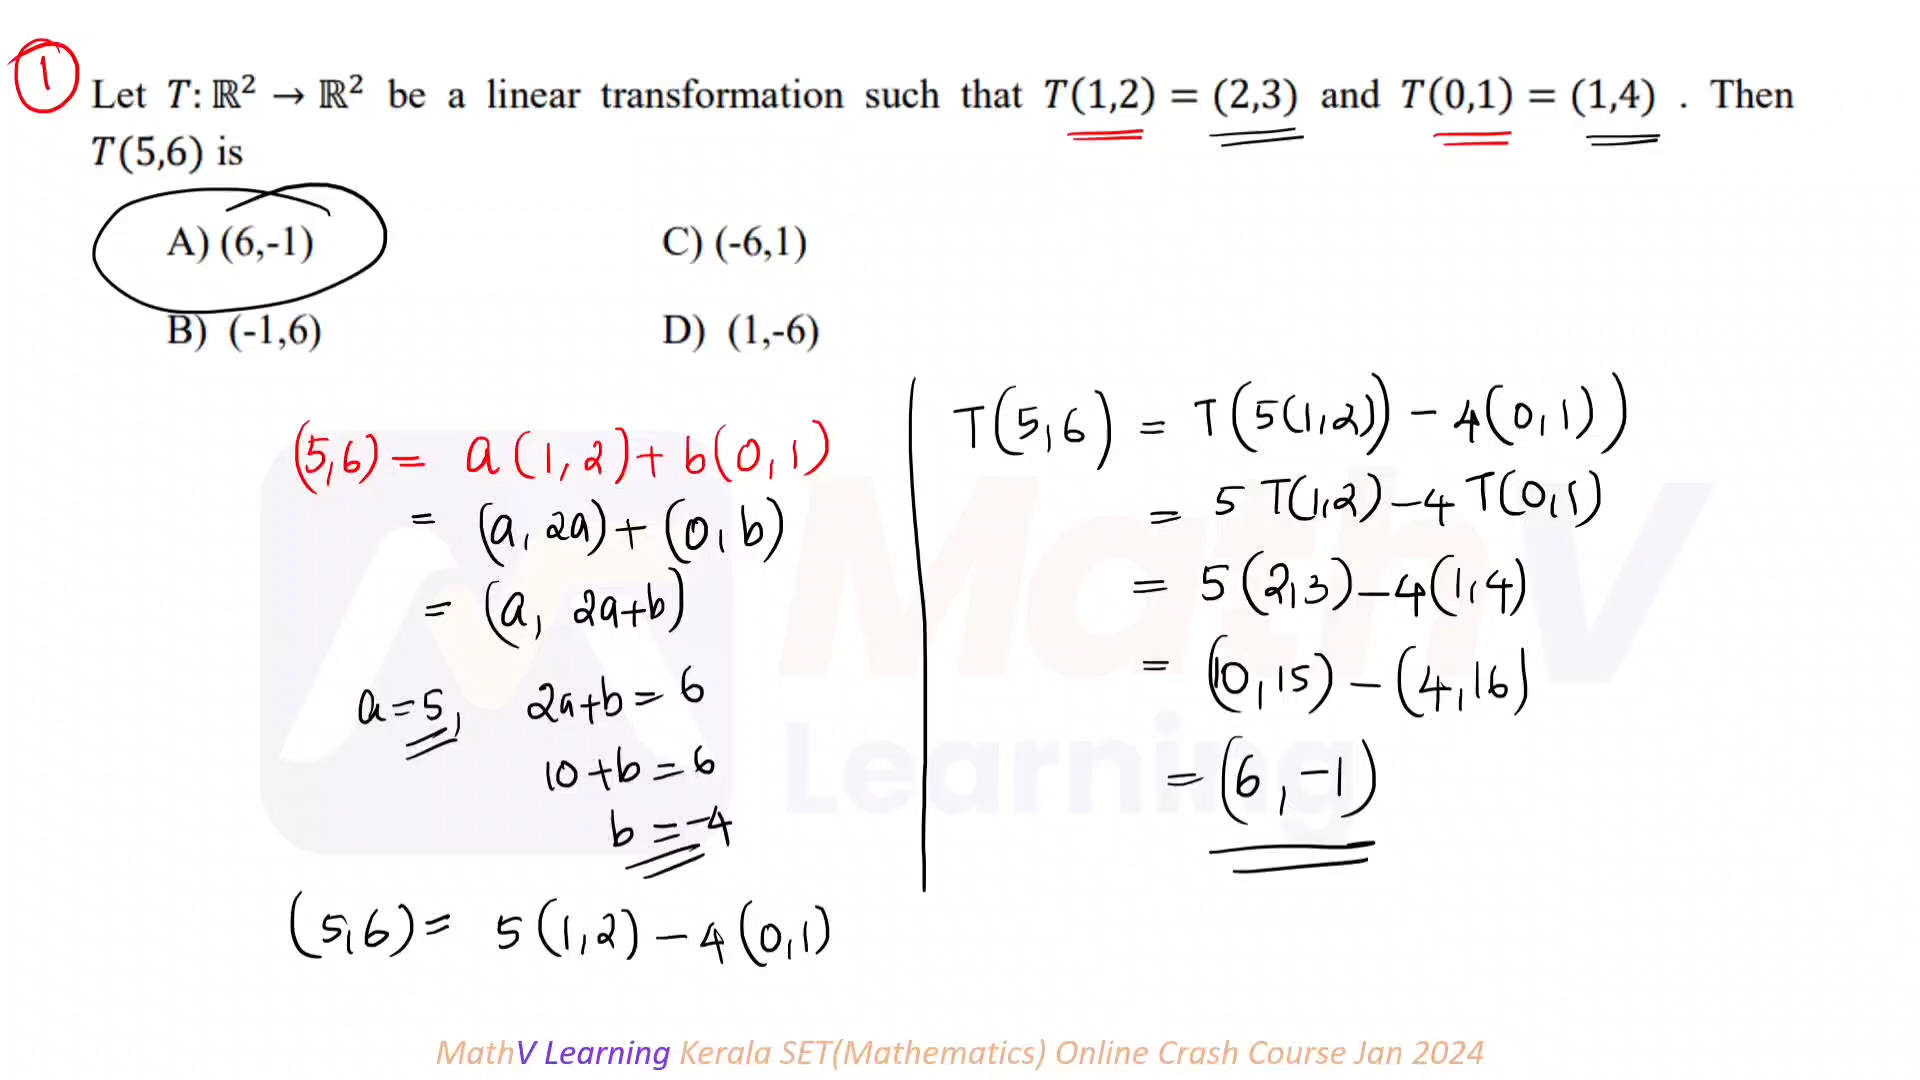 1
Let T: ℝ² → ℝ² be a linear transformation such that T(1,2) = (2,3) and T(0,1) = (1,4) . Then
T(5,6) is
A) (6,-1)
C) (-6,1)
B) (-1,6)
D) (1,-6)
(5,6) = a(1,2)+ b(0,1)
= (a, 2a)+(0,b)
= (a, 2a+b)
a=5, 2a+b = 6
10+b = 6
b = -4
(5,6) = 5(1,2) - 4(0,1)
T(5,6) = T(5(1,2)) - 4(0,1))
= 5 T(1,2) - 4 T(0,1)
= 5(2,3) - 4(1,4)
= (10,15) - (4,16)
= (6, -1)
MathV
Learning
MathV Learning Kerala SET(Mathematics) Online Crash Course Jan 2024